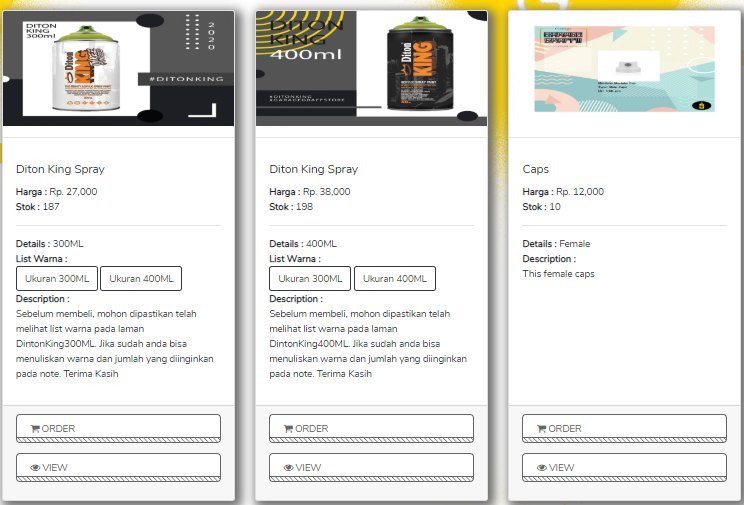 DITON
KING
300ml
Diton
KING
2020
#DITONKING
Diton King Spray
Harga : Rp. 27,000
Stok : 187
Details : 300ML
List Warna :
Ukuran 300ML Ukuran 400ML
Description :
Sebelum membeli, mohon dipastikan telah
melihat list warna pada laman
DintonKing300ML. Jika sudah anda bisa
menuliskan warna dan jumlah yang diinginkan
pada note. Terima Kasih
ORDER
VIEW
DITON
KING
400ml
Diton
KING
#DITONKING
#GARAGEGRAFFSTORE
Diton King Spray
Harga : Rp. 38,000
Stok : 198
Details : 400ML
List Warna :
Ukuran 300ML Ukuran 400ML
Description :
Sebelum membeli, mohon dipastikan telah
melihat list warna pada laman
DintonKing400ML. Jika sudah anda bisa
menuliskan warna dan jumlah yang diinginkan
pada note. Terima Kasih
ORDER
VIEW
Caps
Harga : Rp. 12,000
Stok : 10
Details : Female
Description :
This female caps
ORDER
VIEW